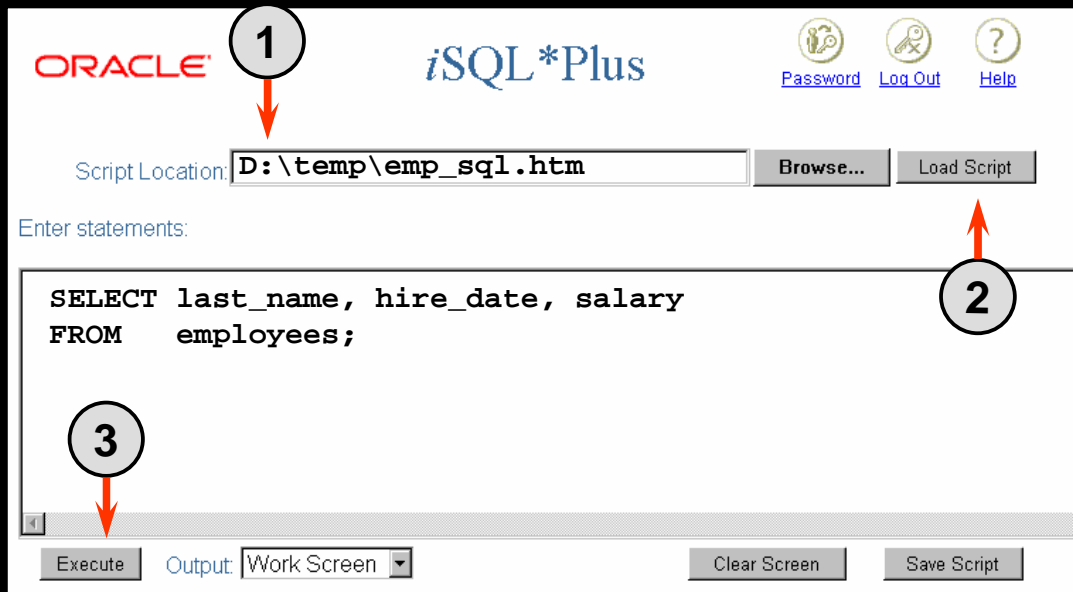 1
ORACLE
iSQL*Plus
Password Log Out Help
Script Location: D:\temp\emp_sql.htm Browse... Load Script
Enter statements:
SELECT last_name, hire_date, salary
FROM employees;
2
3
Execute Output: Work Screen Clear Screen Save Script